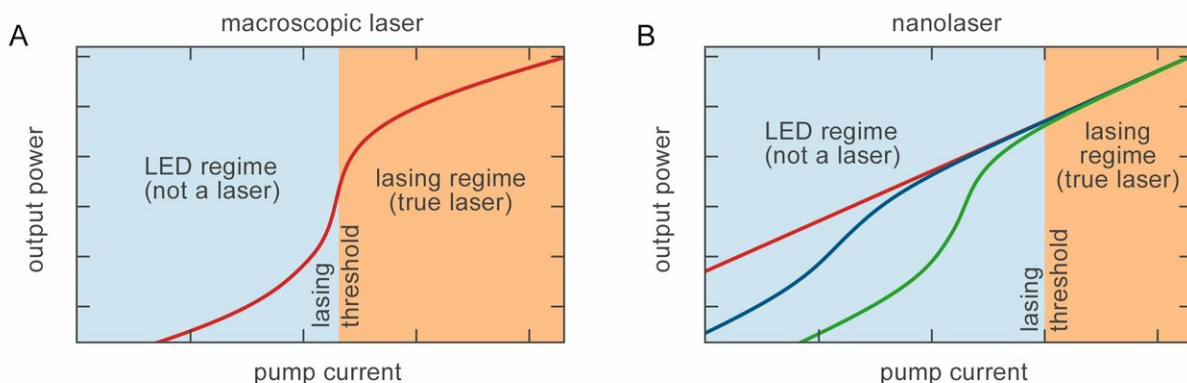 A
macroscopic laser
output power
LED regime
(not a laser)
lasing regime
(true laser)
lasing
threshold
pump current
B
nanolaser
output power
LED regime
(not a laser)
lasing
regime
(true laser)
lasing
threshold
pump current